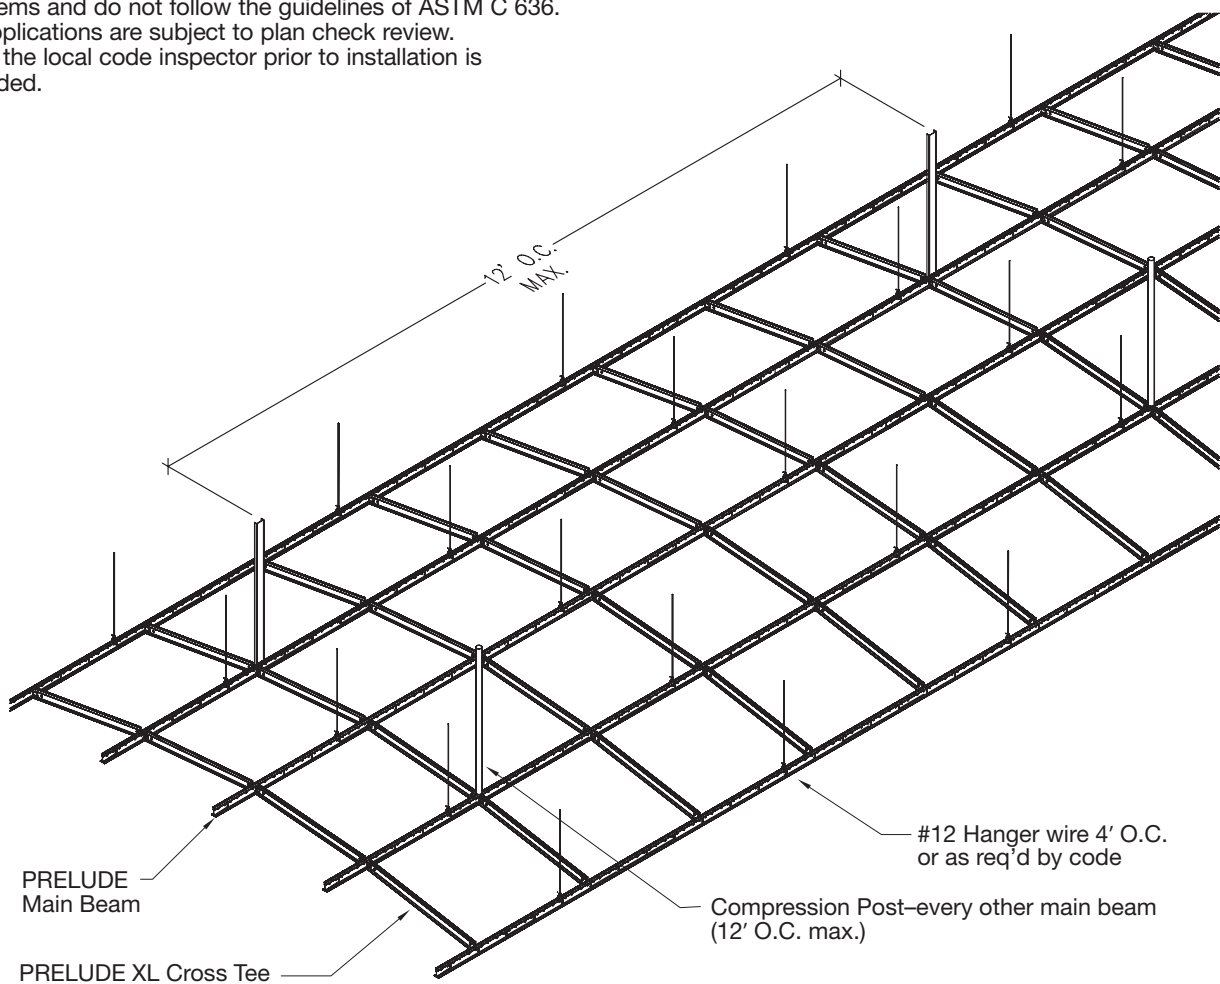 ems and do not follow the guidelines of ASTM C 636.
pplications are subject to plan check review.
the local code inspector prior to installation is
ded.
12' O.C.
MAX.
#12 Hanger wire 4′ O.C.
or as req’d by code
PRELUDE
Main Beam
Compression Post–every other main beam
(12′ O.C. max.)
PRELUDE XL Cross Tee